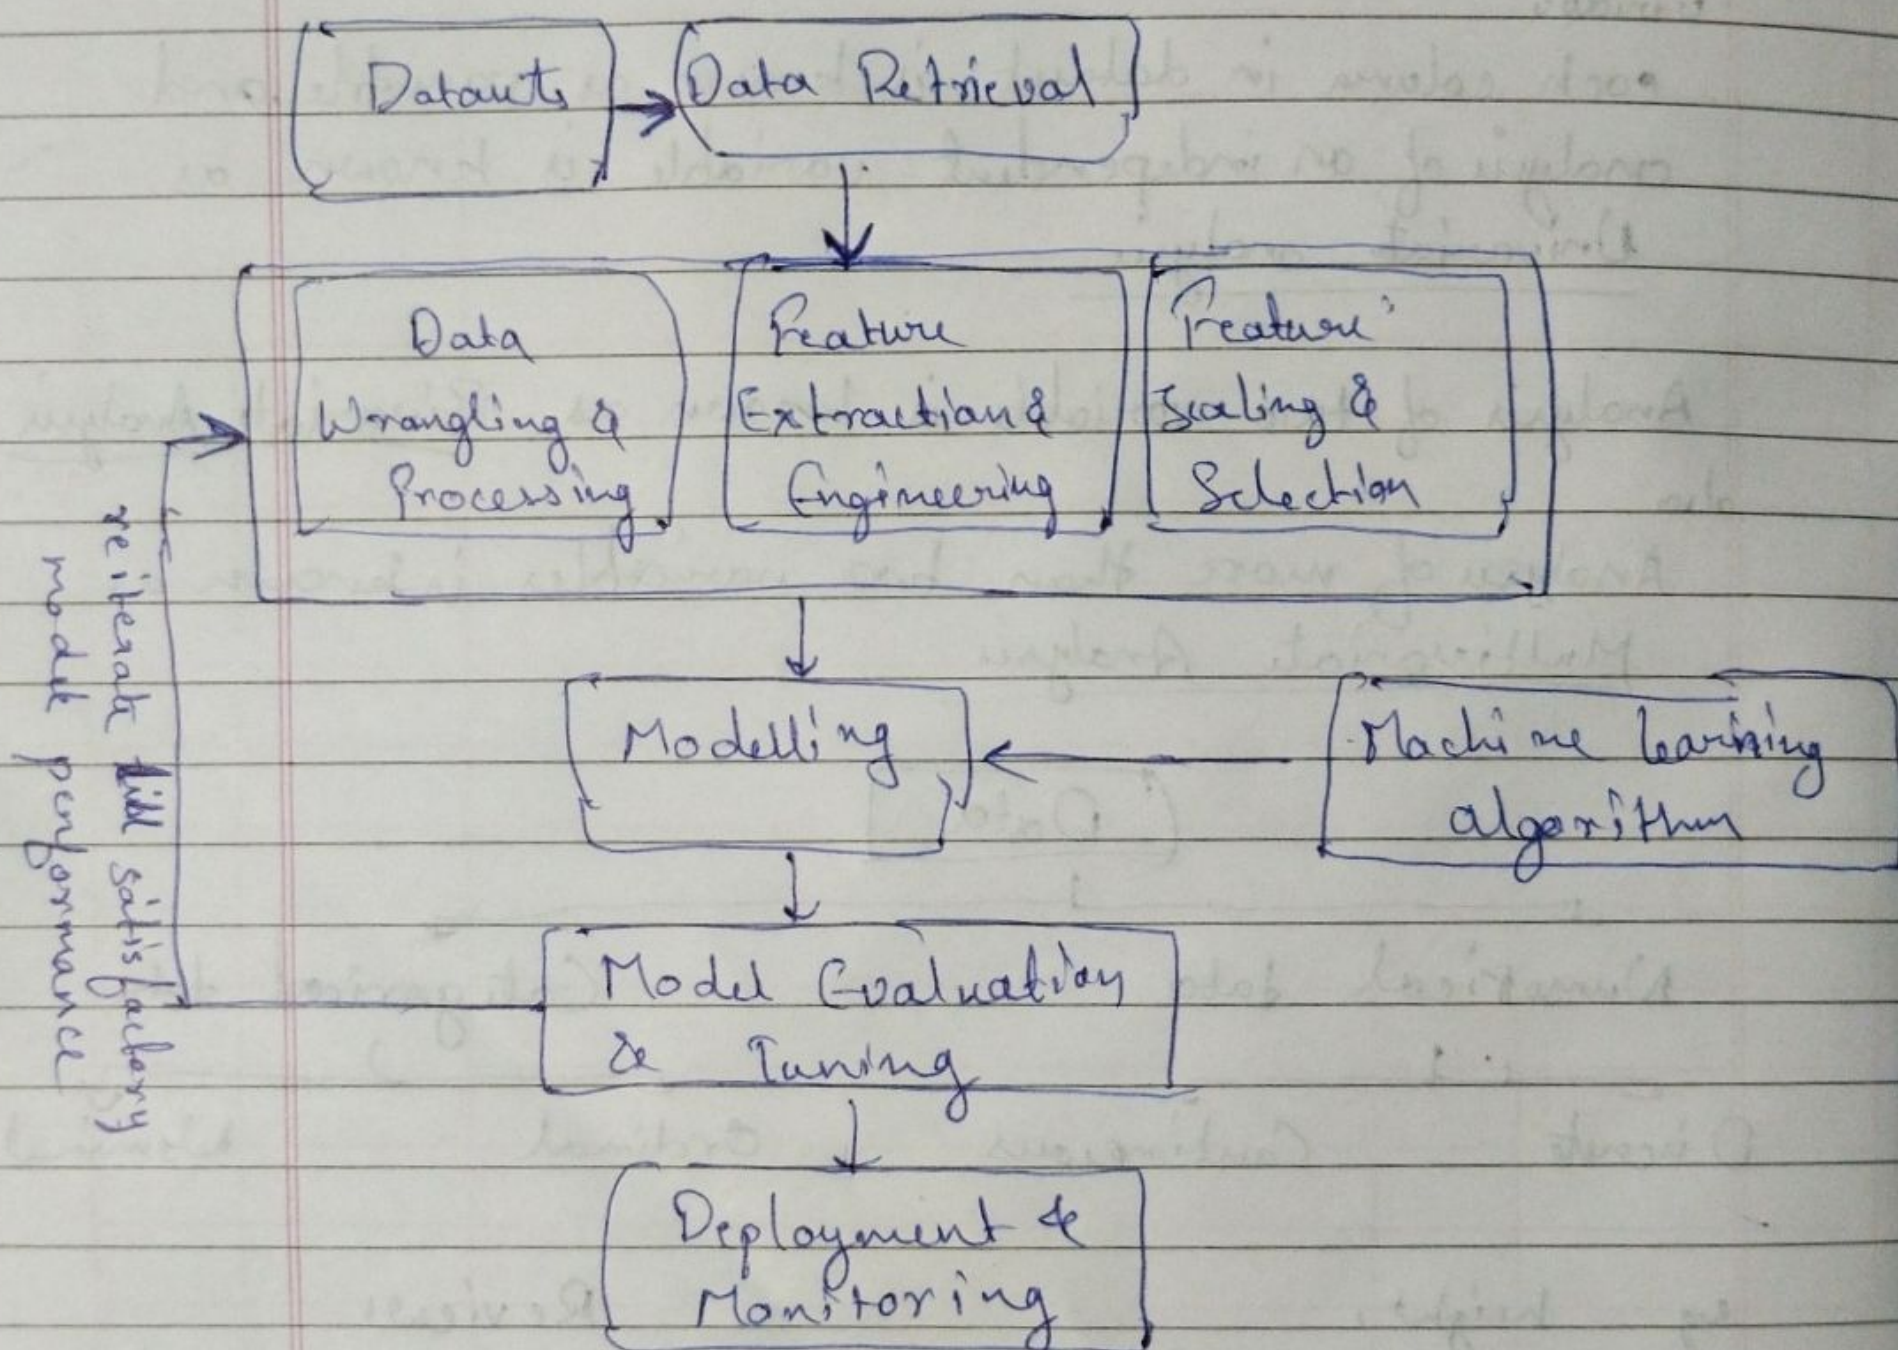 Datasets
Data Retrieval
Data
Wrangling &
Processing
Feature
Extraction &
Engineering
Feature
Scaling &
Selection
Modelling
Machine learning
algorithm
Model Evaluation
& Tuning
Deployment &
Monitoring
reiterate till satisfactory
model performance